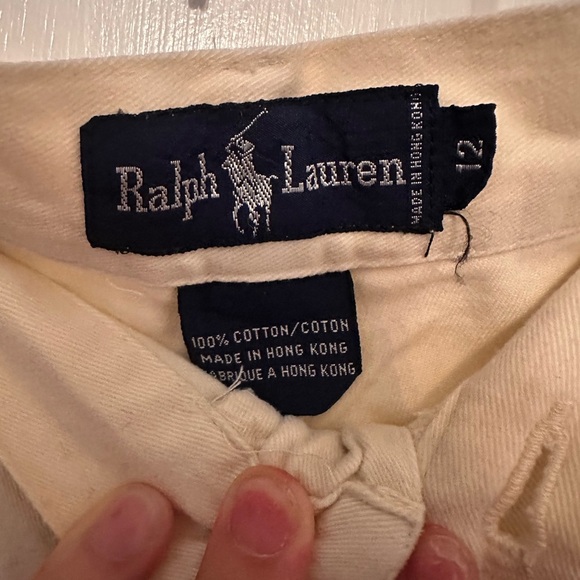 Ralph Lauren
MADE IN HONG KONG
12
100% COTTON/COTON
MADE IN HONG KONG
FABRIQUE A HONG KONG